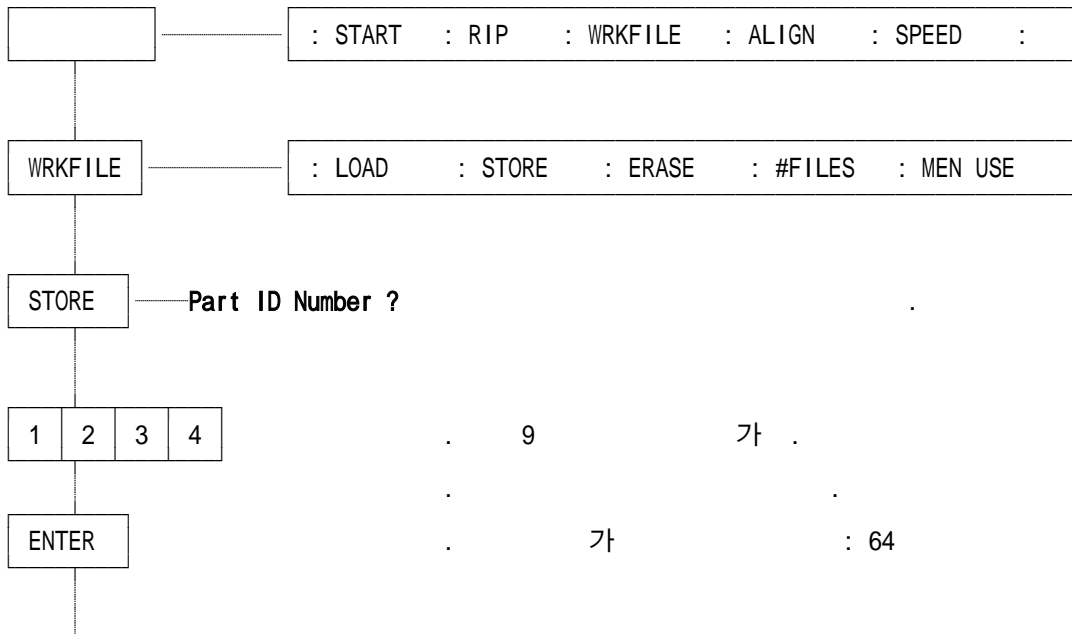 : START : RIP : WRKFILE : ALIGN : SPEED :
WRKFILE : LOAD : STORE : ERASE : #FILES : MEN USE
STORE Part ID Number ? .
1 2 3 4 . 9 가 .
. .
ENTER . 가 : 64